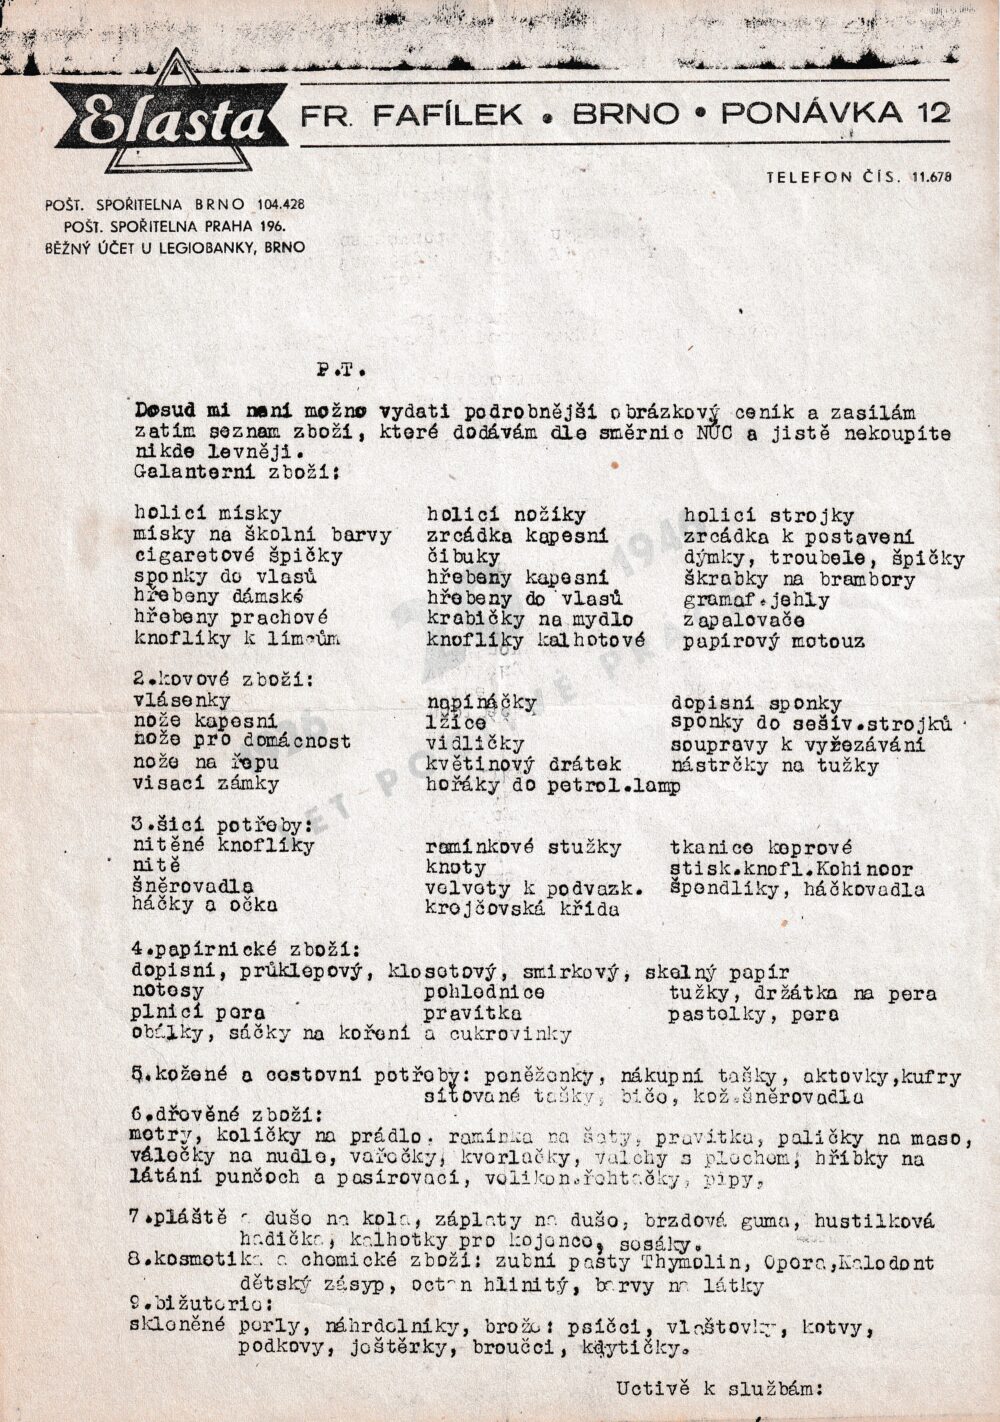 Elasta
FR. FAFÍLEK • BRNO • PONÁVKA 12
TELEFON ČÍS. 11.678
POŠT. SPOŘITELNA BRNO 104.428
POŠT. SPOŘITELNA PRAHA 196.
BĚŽNÝ ÚČET U LEGIOBANKY, BRNO
P.T.
Dosud mi není možno vydati podrobnější obrázkový ceník a zasílám
zatím seznam zboží, které dodávám dle směrnic NÚC a jistě nekoupíte
nikde levněji.
Galanterní zboží:
holicí misky holicí nožíky holicí strojky
misky na školní barvy zrcádka kapesní zrcádka k postavení
cigaretové špičky čibuky dýmky, troubele, špičky
sponky do vlasů hřebeny kapesní škrabky na brambory
hřebeny dámské hřebeny do vlasů gramof.jehly
hřebeny prachové krabičky na mydlo zapalovače
knoflíky k límcům knoflíky kalhotové papírový motouz
2.kovové zboží:
vlásenky napínáčky dopisní sponky
nože kapesní lžíce sponky do sešív.strojků
nože pro domácnost vidličky soupravy k vyřezávání
nože na řepu květinový drátek nástrčky na tužky
visací zámky hořáky do petrol.lamp
3.šicí potřeby:
nitěné knoflíky ramínkové stužky tkanice keprové
nitě knoty stisk.knofl.Kohinoor
šněrovadla velvety k podvazk. špendlíky, háčkovadla
háčky a očka krejčovská křída
4.papírnické zboží:
dopisní, průklepový, klosetový, smirkový, skelný papír
notesy pohlednice tužky, držátka na pera
plnicí pera pravítka pastelky, pera
obálky, sáčky na koření a cukrovinky
5.kožené a cestovní potřeby: peněženky, nákupní tašky, aktovky,kufry
síťované tašky, biče, kož.šněrovadla
6.dřevěné zboží:
metry, kolíčky na prádlo, ramínka na šaty, pravítka, paličky na maso,
válečky na nudle, vařečky, kvorlačky, valchy s plechem, hříbky na
látání punčoch a pasírovací, velikon.řehtačky, pípy,
7.pláště a duše na kola, záplaty na duše, brzdová guma, hustilková
hadička, kalhotky pro kojence, sosáky.
8.kosmetika a chemické zboží: zubní pasty Thymolin, Opera,Kalodont
dětský zásyp, octan hlinitý, barvy na látky
9.bižuterie:
skleněné perly, náhrdelníky, brože: psíčci, vlaštovky, kotvy,
podkovy, ještěrky, broučci, kdytičky.
Uctivě k službám: